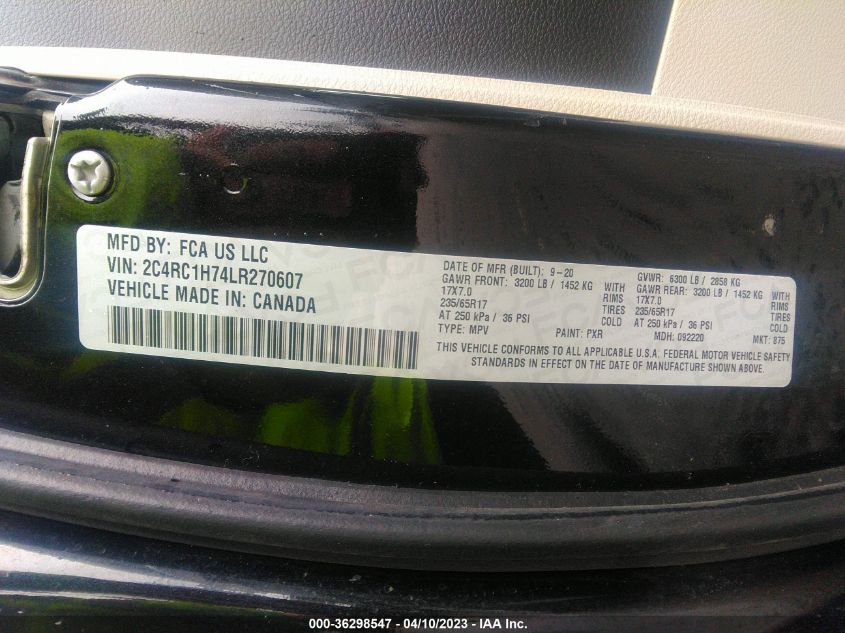 MFD BY: FCA US LLC
VIN: 2C4RC1H74LR270607
VEHICLE MADE IN: CANADA
DATE OF MFR (BUILT): 9-20 GVWR: 6300 LB / 2858 KG
GAWR FRONT: 3200 LB / 1452 KG WITH GAWR REAR: 3200 LB / 1452 KG WITH
17X7.0 RIMS 17X7.0 RIMS
235/65R17 TIRES 235/65R17 TIRES
AT 250 kPa / 36 PSI COLD AT 250 kPa / 36 PSI COLD
TYPE: MPV PAINT: PXR MDH: 092220 MKT: 875
THIS VEHICLE CONFORMS TO ALL APPLICABLE U.S.A. FEDERAL MOTOR VEHICLE SAFETY
AND THEFT PREVENTION STANDARDS IN EFFECT ON THE DATE OF MANUFACTURE SHOWN ABOVE.
000-36298547 - 04/10/2023 - IAA Inc.